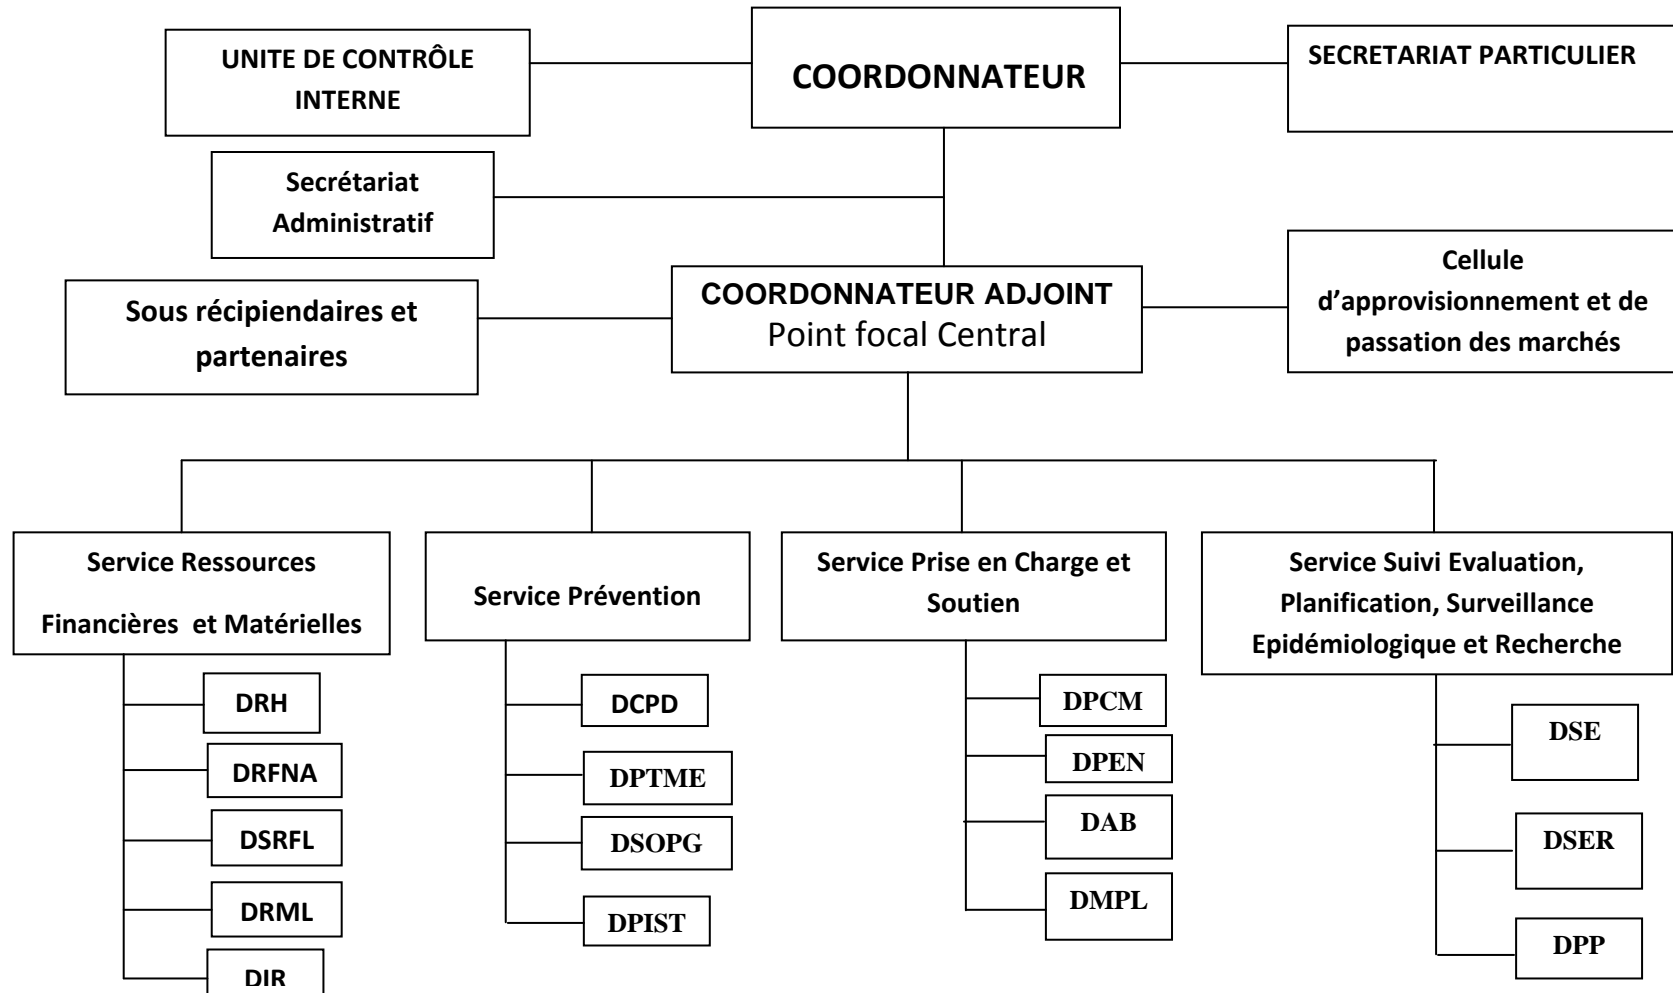 UNITE DE CONTRÔLE
INTERNE
COORDONNATEUR
SECRETARIAT PARTICULIER
Secrétariat
Administratif
Sous récipiendaires et
partenaires
COORDONNATEUR ADJOINT
Point focal Central
Cellule
d’approvisionnement et de
passation des marchés
Service Ressources
Financières et Matérielles
Service Prévention
Service Prise en Charge et
Soutien
Service Suivi Evaluation,
Planification, Surveillance
Epidémiologique et Recherche
DRH
DRFNA
DSRFL
DRML
DIR
DCPD
DPTME
DSOPG
DPIST
DPCM
DPEN
DAB
DMPL
DSE
DSER
DPP